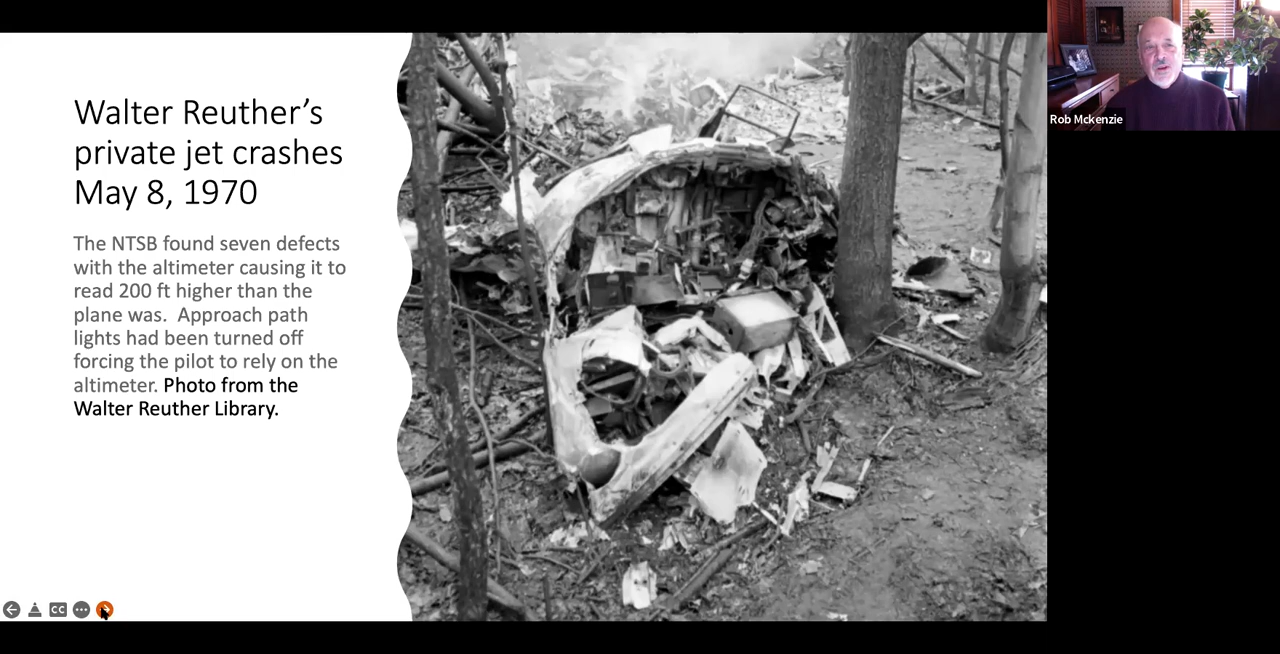 Walter Reuther’s
private jet crashes
May 8, 1970
The NTSB found seven defects
with the altimeter causing it to
read 200 ft higher than the
plane was.  Approach path
lights had been turned off
forcing the pilot to rely on the
altimeter. Photo from the
Walter Reuther Library.
CC
Rob Mckenzie